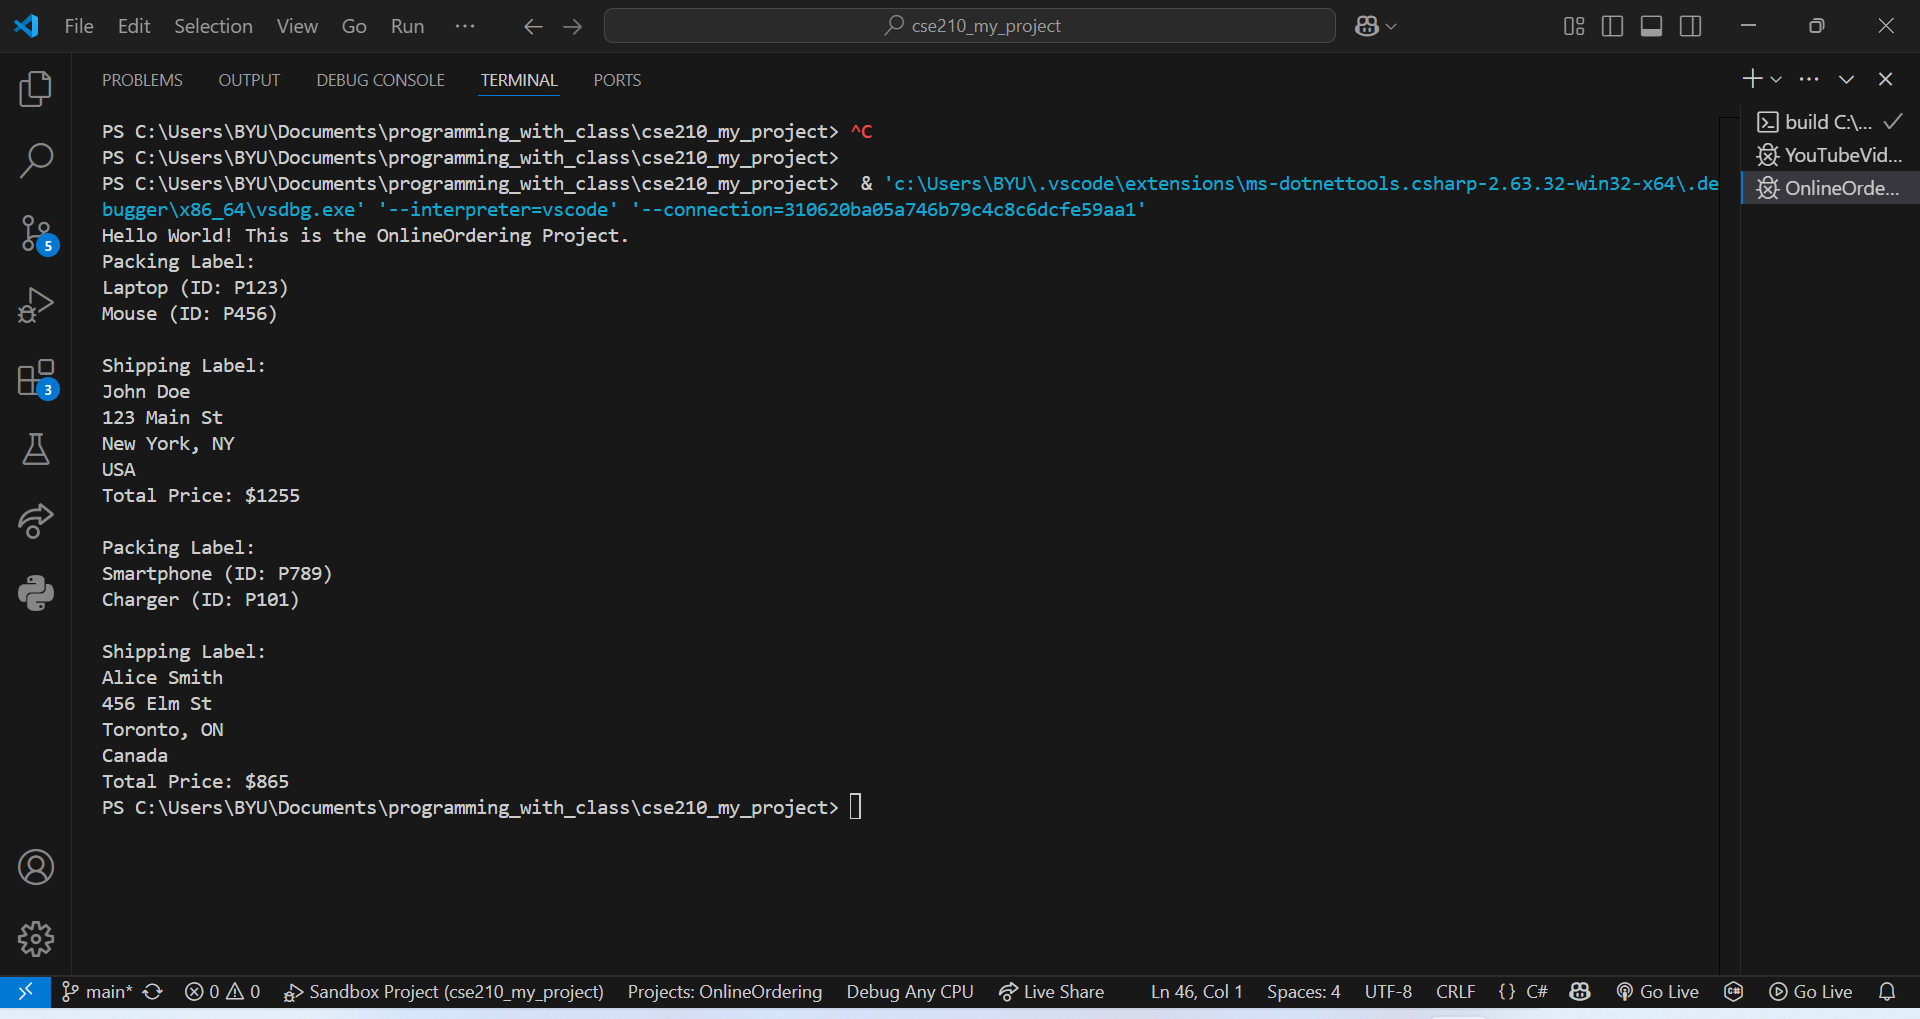 File Edit Selection View Go Run ··· cse210_my_project
PROBLEMS OUTPUT DEBUG CONSOLE TERMINAL PORTS
PS C:\Users\BYU\Documents\programming_with_class\cse210_my_project> ^C
PS C:\Users\BYU\Documents\programming_with_class\cse210_my_project>
PS C:\Users\BYU\Documents\programming_with_class\cse210_my_project>  & 'c:\Users\BYU\.vscode\extensions\ms-dotnettools.csharp-2.63.32-win32-x64\.de
bugger\x86_64\vsdbg.exe' '--interpreter=vscode' '--connection=310620ba05a746b79c4c8c6dcfe59aa1'
Hello World! This is the OnlineOrdering Project.
Packing Label:
Laptop (ID: P123)
Mouse (ID: P456)
Shipping Label:
John Doe
123 Main St
New York, NY
USA
Total Price: $1255
Packing Label:
Smartphone (ID: P789)
Charger (ID: P101)
Shipping Label:
Alice Smith
456 Elm St
Toronto, ON
Canada
Total Price: $865
PS C:\Users\BYU\Documents\programming_with_class\cse210_my_project>
build C:\...
YouTubeVid...
OnlineOrde...
5
3
main* 0 0 Sandbox Project (cse210_my_project) Projects: OnlineOrdering Debug Any CPU Live Share Ln 46, Col 1 Spaces: 4 UTF-8 CRLF {} C# Go Live Go Live